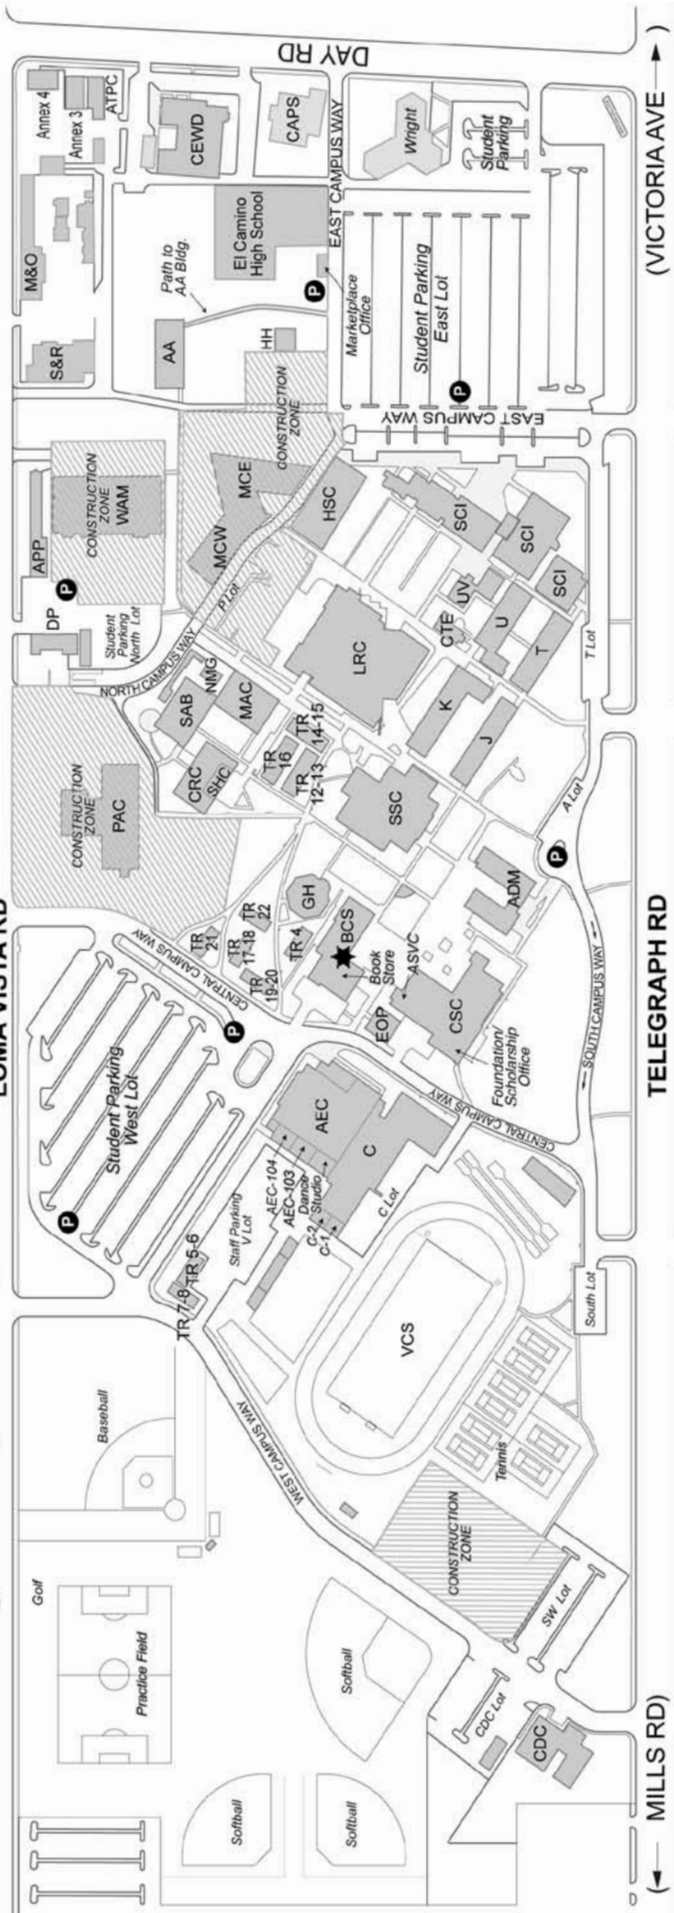 LOMA VISTA RD
Golf
Practice Field
Baseball
Softball
Softball
Softball
WEST CAMPUS WAY
CDC Lot
CDC
SW Lot
CONSTRUCTION
ZONE
Tennis
VCS
South Lot
TR 7-8
TR 5-6
Student Parking
West Lot
P
P
Staff Parking
V Lot
AEC-104
AEC-103
Dance
Studio
C-2
C-1
AEC
C
C Lot
CENTRAL CAMPUS WAY
CENTRAL CAMPUS WAY
SOUTH CAMPUS WAY
CONSTRUCTION
ZONE
PAC
TR
21
TR
17-18
TR
19-20
TR
22
TR 4
GH
BCS
Book
Store
EOP
ASVC
CSC
Foundation/
Scholarship
Office
ADM
P
A Lot
SSC
CRC
SHC
SAB
NMG
MAC
TR
16
TR
12-13
TR
14-15
LRC
K
J
CTE
UV
U
T
T Lot
SCI
SCI
SCI
HSC
NORTH CAMPUS WAY
P Lot
DP
Student
Parking
North Lot
P
APP
CONSTRUCTION
ZONE
WAM
MCW
MCE
CONSTRUCTION
ZONE
S&R
M&O
AA
HH
Path to
AA Bldg.
El Camino
High School
P
Marketplace
Office
EAST CAMPUS WAY
EAST CAMPUS WAY
Student Parking
East Lot
P
Annex 4
Annex 3
ATPC
CEWD
CAPS
Wright
Student
Parking
DAY RD
MILLS RD)
TELEGRAPH RD
(VICTORIA AVE
)
(